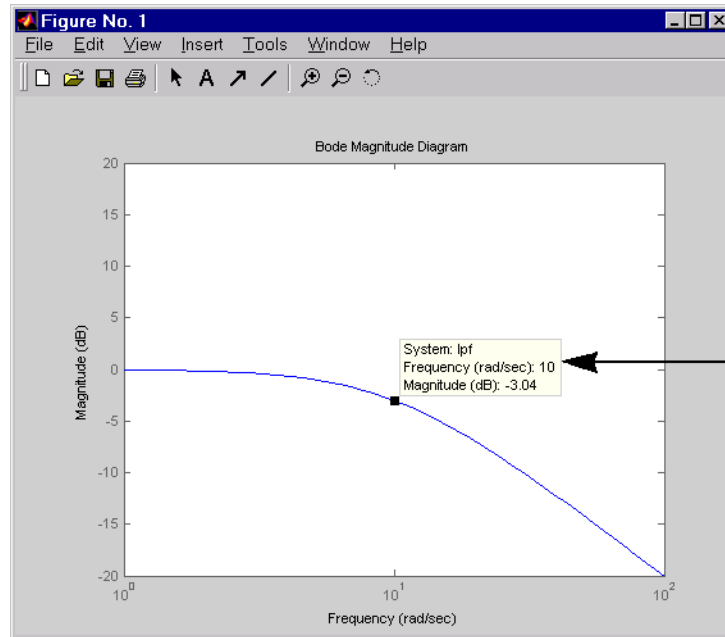 Figure No. 1
File Edit View Insert Tools Window Help
A
Bode Magnitude Diagram
20
15
10
5
0
-5
-10
-15
-20
Magnitude (dB)
System: lpf
Frequency (rad/sec): 10
Magnitude (dB): -3.04
10^0 10^1 10^2
Frequency (rad/sec)